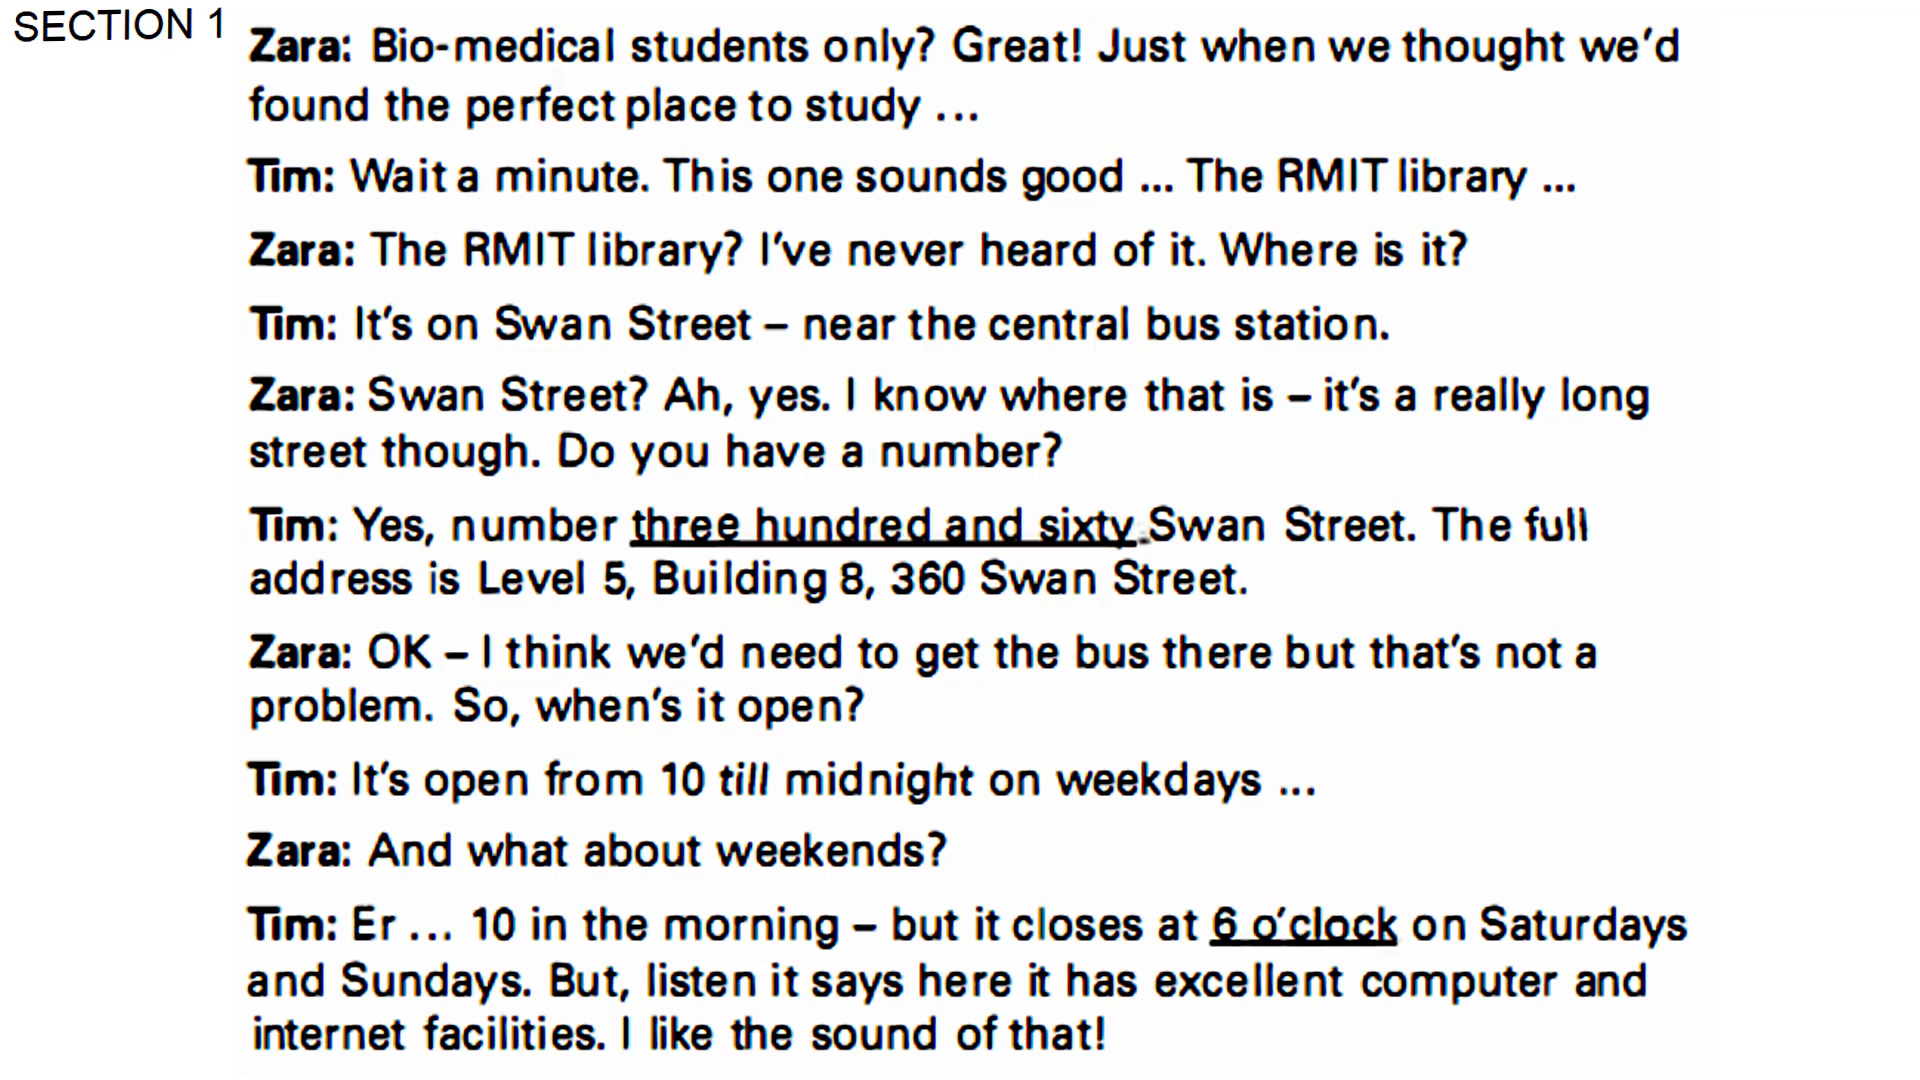 SECTION 1
Zara: Bio-medical students only? Great! Just when we thought we'd
found the perfect place to study ...
Tim: Wait a minute. This one sounds good ... The RMIT library ...
Zara: The RMIT library? I've never heard of it. Where is it?
Tim: It's on Swan Street – near the central bus station.
Zara: Swan Street? Ah, yes. I know where that is – it's a really long
street though. Do you have a number?
Tim: Yes, number three hundred and sixty Swan Street. The full
address is Level 5, Building 8, 360 Swan Street.
Zara: OK – I think we'd need to get the bus there but that's not a
problem. So, when's it open?
Tim: It's open from 10 till midnight on weekdays ...
Zara: And what about weekends?
Tim: Er ... 10 in the morning – but it closes at 6 o'clock on Saturdays
and Sundays. But, listen it says here it has excellent computer and
internet facilities. I like the sound of that!